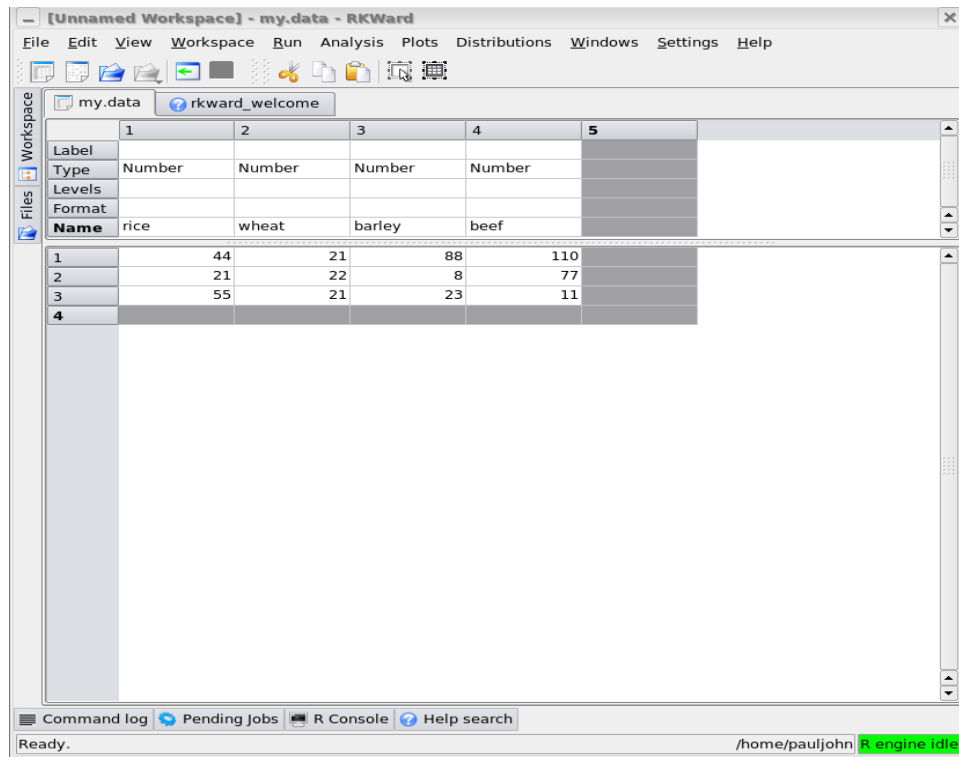 [Unnamed Workspace] - my.data - RKWard
File Edit View Workspace Run Analysis Plots Distributions Windows Settings Help
Workspace
Files
my.data rkward_welcome
1 2 3 4 5
Label
Type Number Number Number Number
Levels
Format
Name rice wheat barley beef
1 44 21 88 110
2 21 22 8 77
3 55 21 23 11
4
Command log Pending Jobs R Console Help search
Ready. /home/pauljohn R engine idle